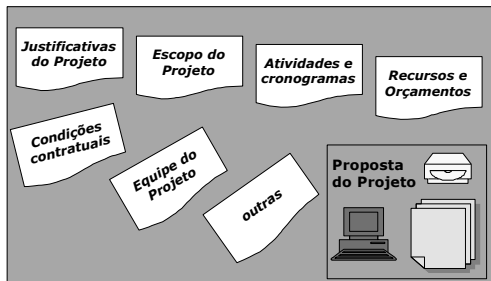 Justificativas
do Projeto
Escopo do
Projeto
Atividades e
cronogramas
Recursos e
Orçamentos
Condições
contratuais
Equipe do
Projeto
outras
Proposta
do Projeto